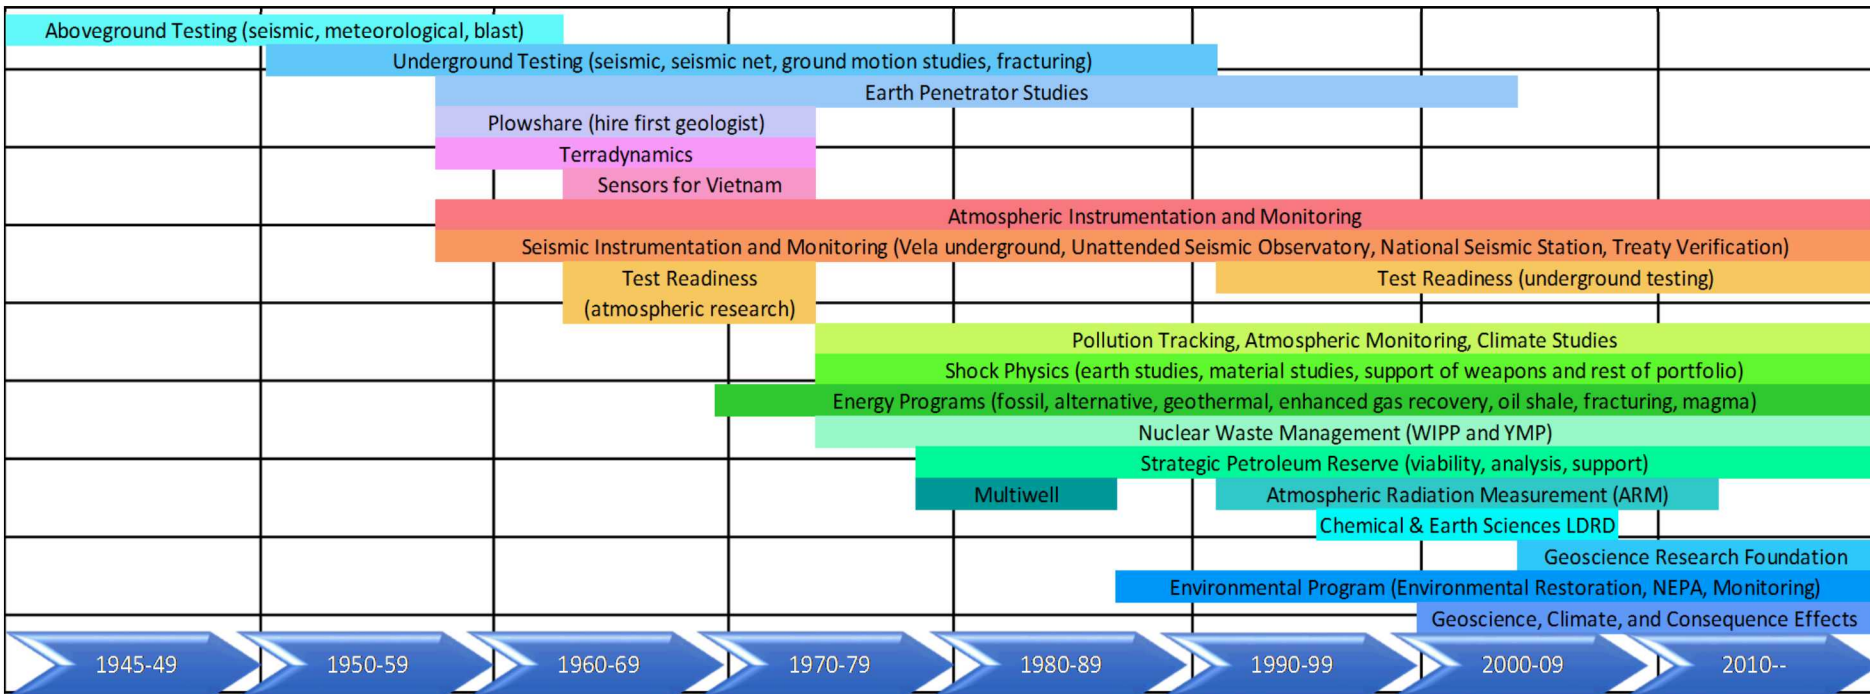 Aboveground Testing (seismic, meteorological, blast)
Underground Testing (seismic, seismic net, ground motion studies, fracturing)
Earth Penetrator Studies
Plowshare (hire first geologist)
Terradynamics
Sensors for Vietnam
Atmospheric Instrumentation and Monitoring
Seismic Instrumentation and Monitoring (Vela underground, Unattended Seismic Observatory, National Seismic Station, Treaty Verification)
Test Readiness
(atmospheric research)
Test Readiness (underground testing)
Pollution Tracking, Atmospheric Monitoring, Climate Studies
Shock Physics (earth studies, material studies, support of weapons and rest of portfolio)
Energy Programs (fossil, alternative, geothermal, enhanced gas recovery, oil shale, fracturing, magma)
Nuclear Waste Management (WIPP and YMP)
Strategic Petroleum Reserve (viability, analysis, support)
Multiwell
Atmospheric Radiation Measurement (ARM)
Chemical & Earth Sciences LDRD
Geoscience Research Foundation
Environmental Program (Environmental Restoration, NEPA, Monitoring)
Geoscience, Climate, and Consequence Effects
1945-49
1950-59
1960-69
1970-79
1980-89
1990-99
2000-09
2010--